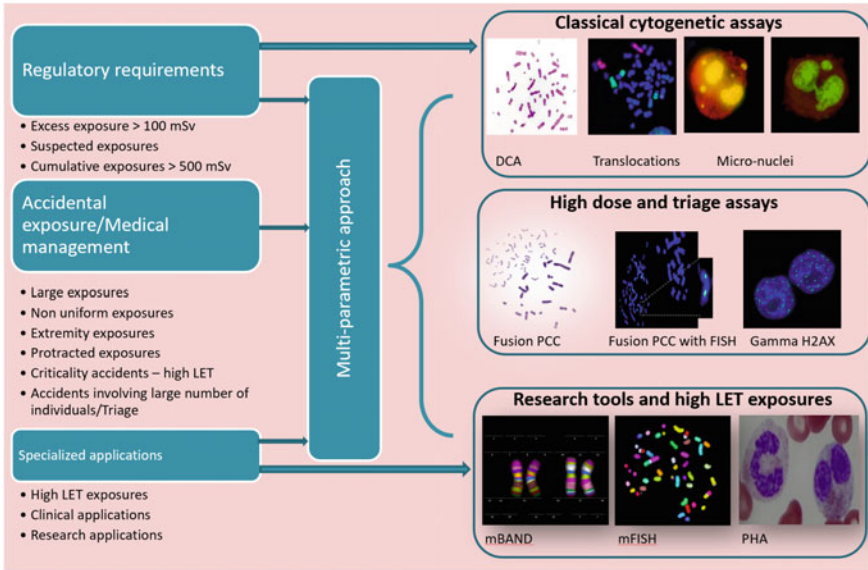 Regulatory requirements
• Excess exposure > 100 mSv
• Suspected exposures
• Cumulative exposures > 500 mSv
Accidental
exposure/Medical
management
• Large exposures
• Non uniform exposures
• Extremity exposures
• Protracted exposures
• Criticality accidents – high LET
• Accidents involving large number of
individuals/Triage
Specialized applications
• High LET exposures
• Clinical applications
• Research applications
Multi-parametric approach
Classical cytogenetic assays
DCA Translocations Micro-nuclei
High dose and triage assays
Fusion PCC Fusion PCC with FISH Gamma H2AX
Research tools and high LET exposures
mBAND mFISH PHA